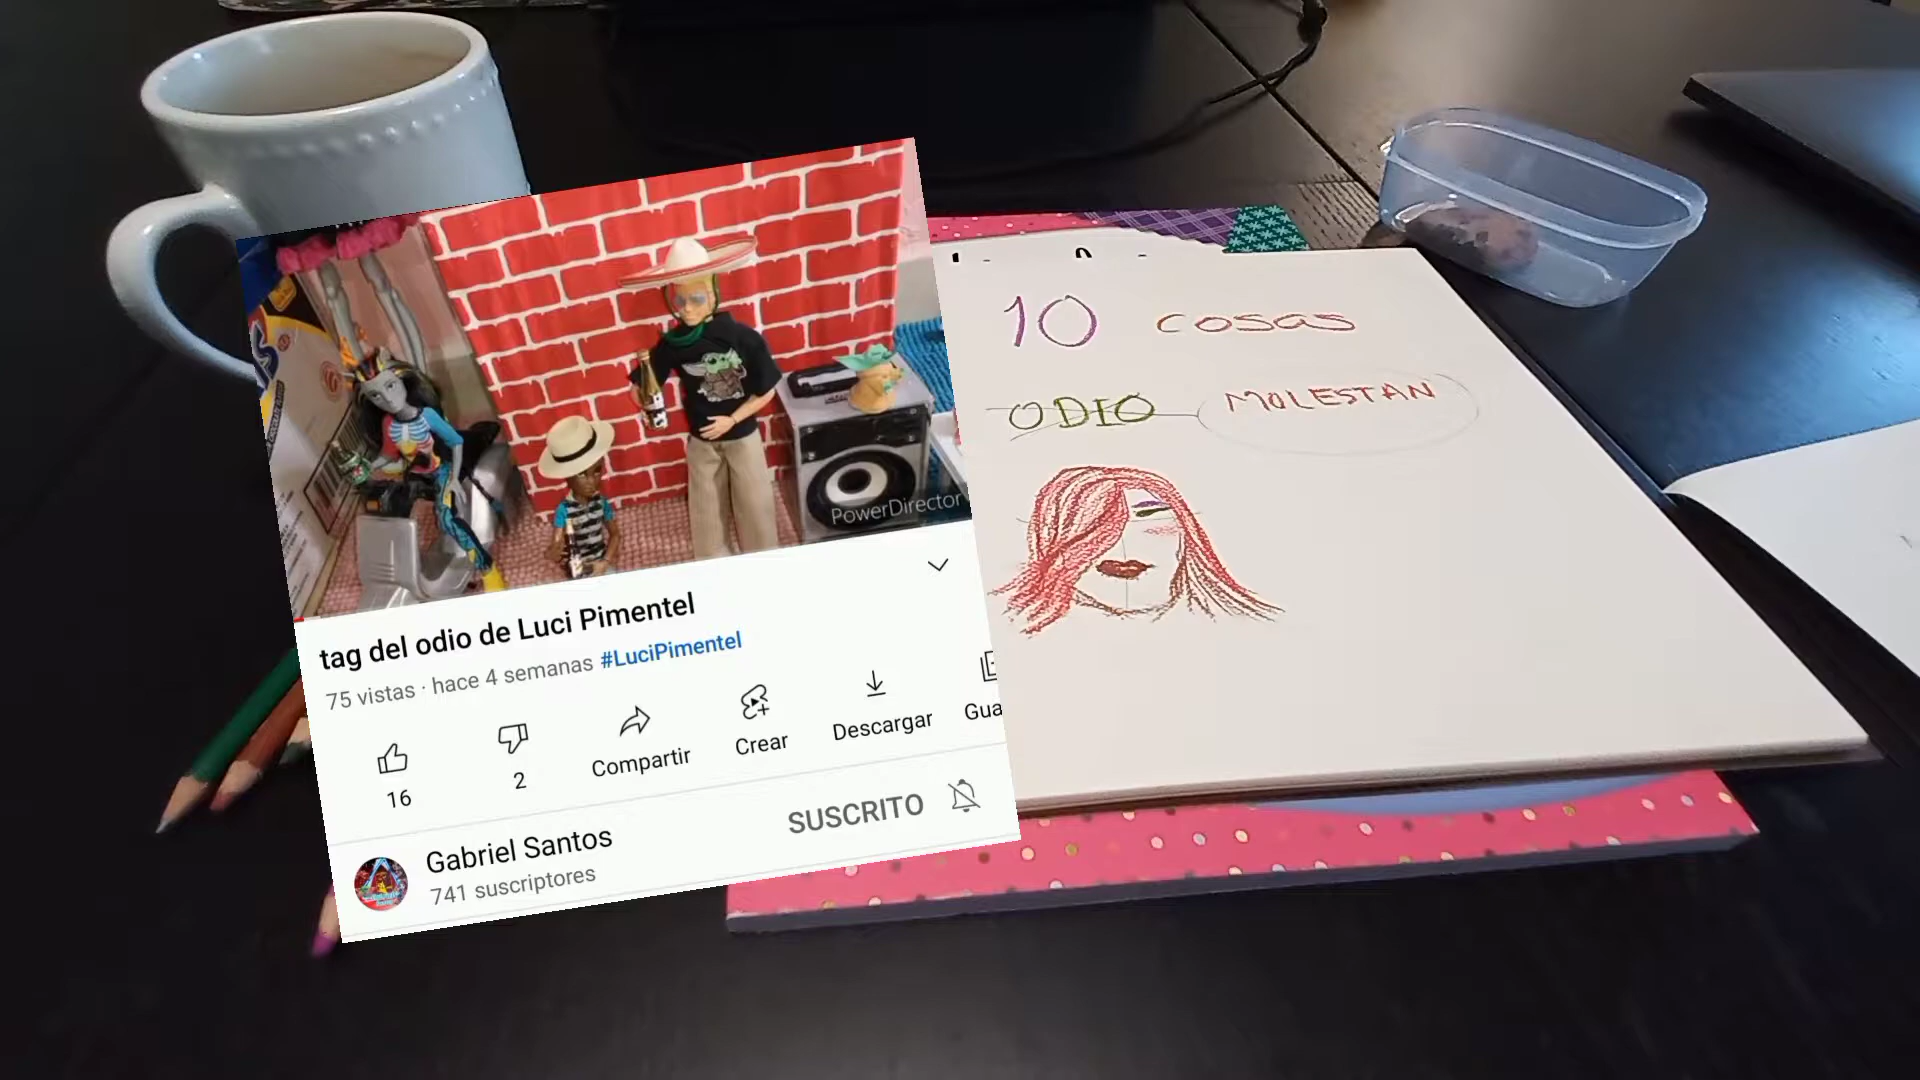 PowerDirector
tag del odio de Luci Pimentel
75 vistas · hace 4 semanas #LuciPimentel
16
2
Compartir
Crear
Descargar
Gua
Gabriel Santos
741 suscriptores
SUSCRITO
10 cosas
ODIO MOLESTAN